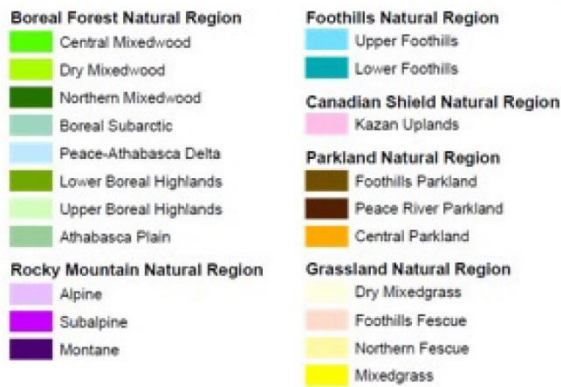 Boreal Forest Natural Region
Central Mixedwood
Dry Mixedwood
Northern Mixedwood
Boreal Subarctic
Peace-Athabasca Delta
Lower Boreal Highlands
Upper Boreal Highlands
Athabasca Plain
Rocky Mountain Natural Region
Alpine
Subalpine
Montane
Foothills Natural Region
Upper Foothills
Lower Foothills
Canadian Shield Natural Region
Kazan Uplands
Parkland Natural Region
Foothills Parkland
Peace River Parkland
Central Parkland
Grassland Natural Region
Dry Mixedgrass
Foothills Fescue
Northern Fescue
Mixedgrass